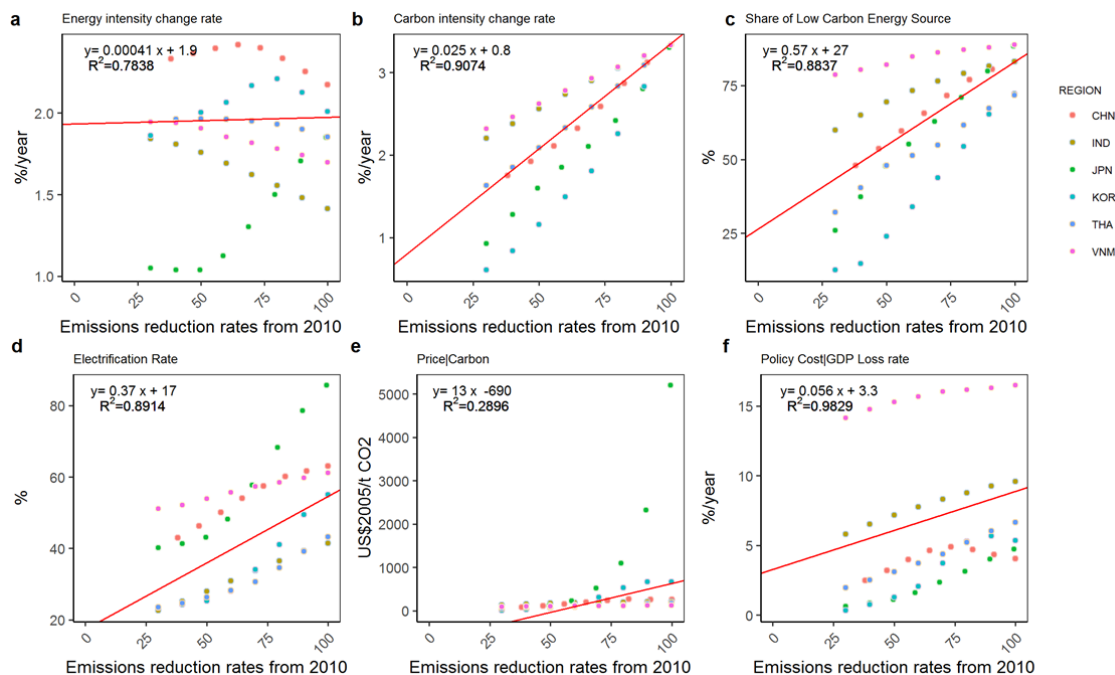 a
Energy intensity change rate
y= 0.00041 x + 1.9
R²=0.7838
%/year
2.0
1.5
1.0
0
25
50
75
100
Emissions reduction rates from 2010
b
Carbon intensity change rate
y= 0.025 x + 0.8
R²=0.9074
%/year
3
2
1
0
25
50
75
100
Emissions reduction rates from 2010
c
Share of Low Carbon Energy Source
y= 0.57 x + 27
R²=0.8837
%
75
50
25
0
25
50
75
100
Emissions reduction rates from 2010
REGION
CHN
IND
JPN
KOR
THA
VNM
d
Electrification Rate
y= 0.37 x + 17
R²=0.8914
%
80
60
40
20
0
25
50
75
100
Emissions reduction rates from 2010
e
Price|Carbon
y= 13 x -690
R²=0.2896
US$2005/t CO2
5000
4000
3000
2000
1000
0
0
25
50
75
100
Emissions reduction rates from 2010
f
Policy Cost|GDP Loss rate
y= 0.056 x + 3.3
R²=0.9829
%/year
15
10
5
0
0
25
50
75
100
Emissions reduction rates from 2010